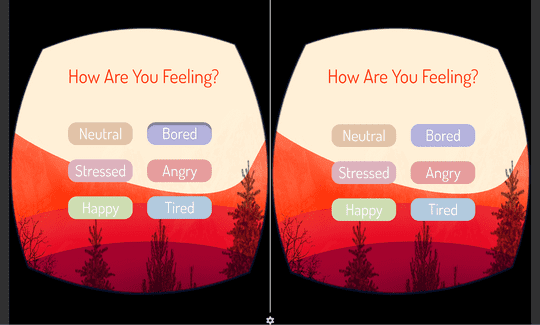 How Are You Feeling?
Neutral Bored
Stressed Angry
Happy Tired
How Are You Feeling?
Neutral Bored
Stressed Angry
Happy Tired